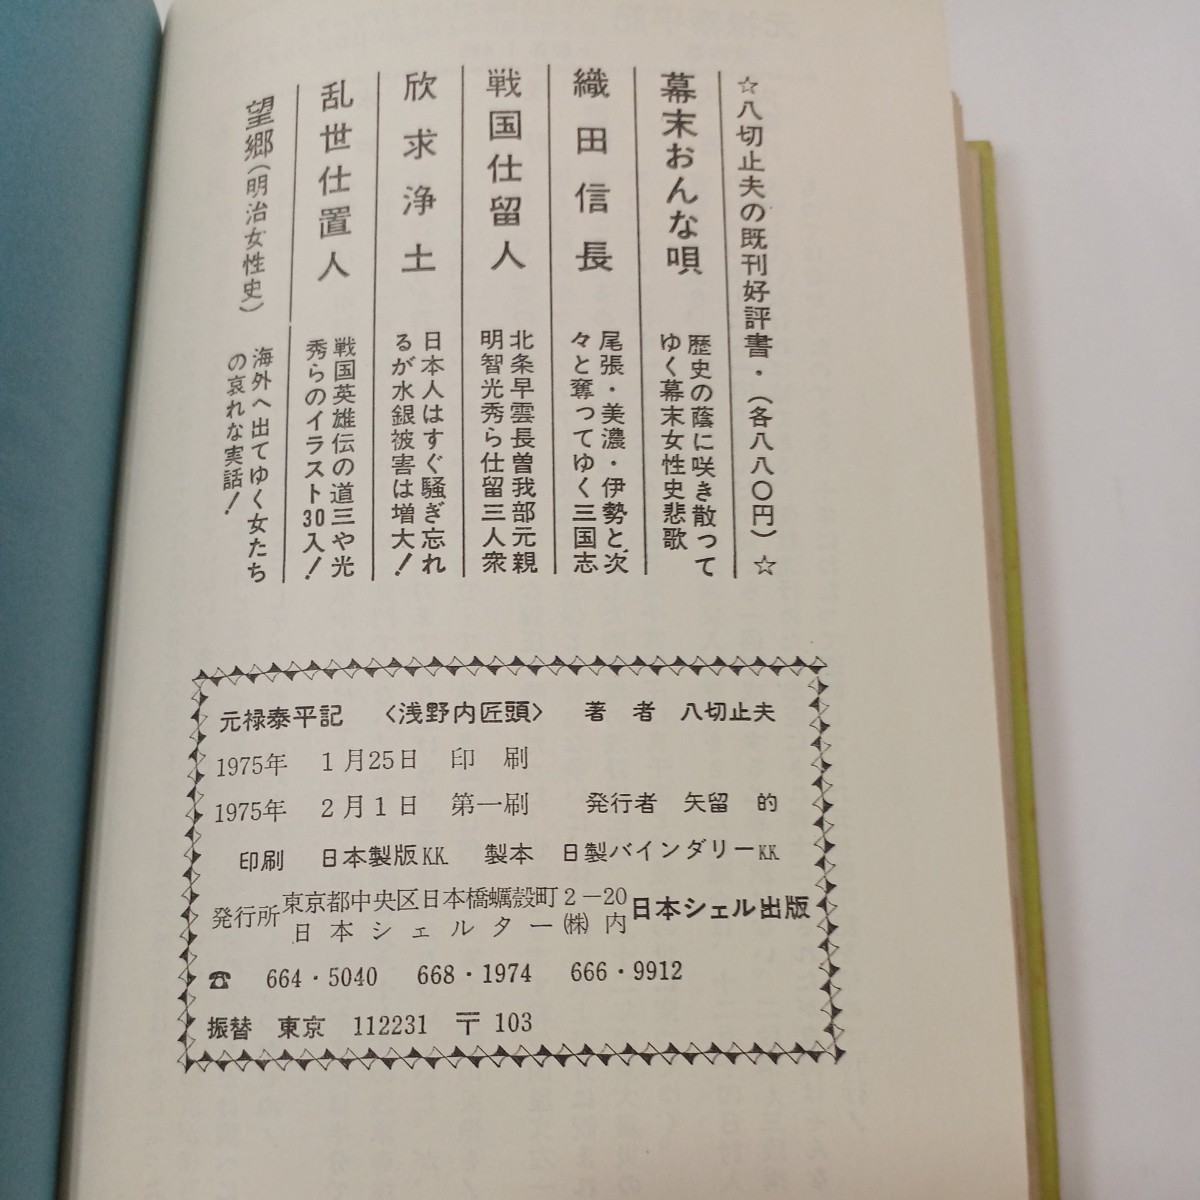 ☆八切止夫の既刊好評書・(各八八〇円)☆
幕末おんな唄
歴史の蔭に咲き散って
ゆく幕末女性史悲歌
織田信長
尾張・美濃・伊勢と次
々と奪ってゆく三国志
戦国仕留人
北条早雲長曽我部元親
明智光秀ら仕留三人衆
欣求浄土
日本人はすぐ騒ぎ忘れ
るが水銀被害は増大!
乱世仕置人
戦国英雄伝の道三や光
秀らのイラスト30入!
望郷(明治女性史)
海外へ出てゆく女たち
の哀れな実話!
元禄泰平記 〈浅野内匠頭〉 著者 八切止夫
1975年 1月25日 印刷
1975年 2月1日 第一刷 発行者 矢留 的
印刷 日本製版KK 製本 日製バインダリーKK
発行所 東京都中央区日本橋蠣殻町2-20
日本シェルター㈱内 日本シェル出版
☎ 664・5040 668・1974 666・9912
振替 東京 112231 〒103